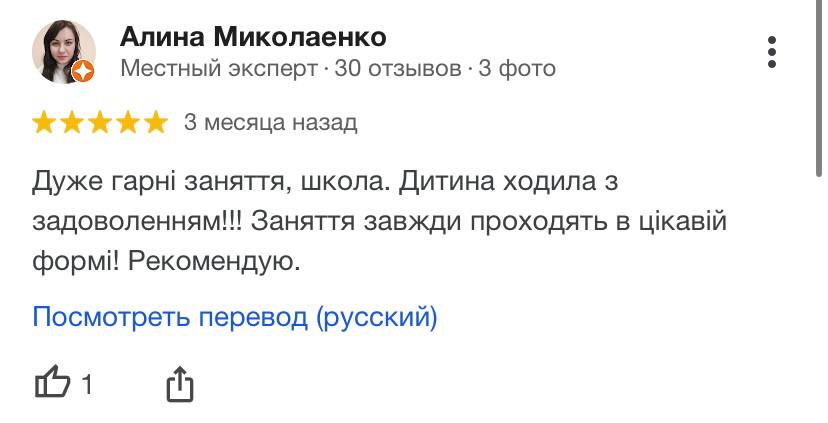 Алина Миколаенко
Местный эксперт · 30 отзывов · 3 фото
3 месяца назад
Дуже гарні заняття, школа. Дитина ходила з
задоволенням!!! Заняття завжди проходять в цікавій
формі! Рекомендую.
Посмотреть перевод (русский)
1